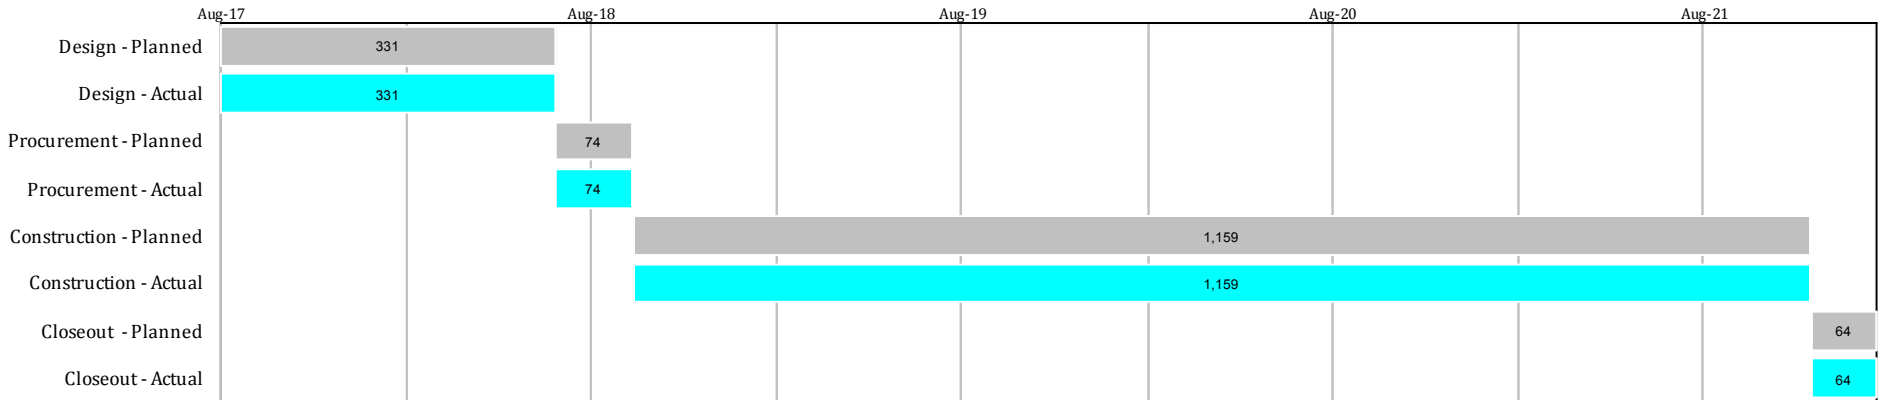 Aug-17 Aug-18 Aug-19 Aug-20 Aug-21
Design - Planned 331
Design - Actual 331
Procurement - Planned 74
Procurement - Actual 74
Construction - Planned 1,159
Construction - Actual 1,159
Closeout - Planned 64
Closeout - Actual 64